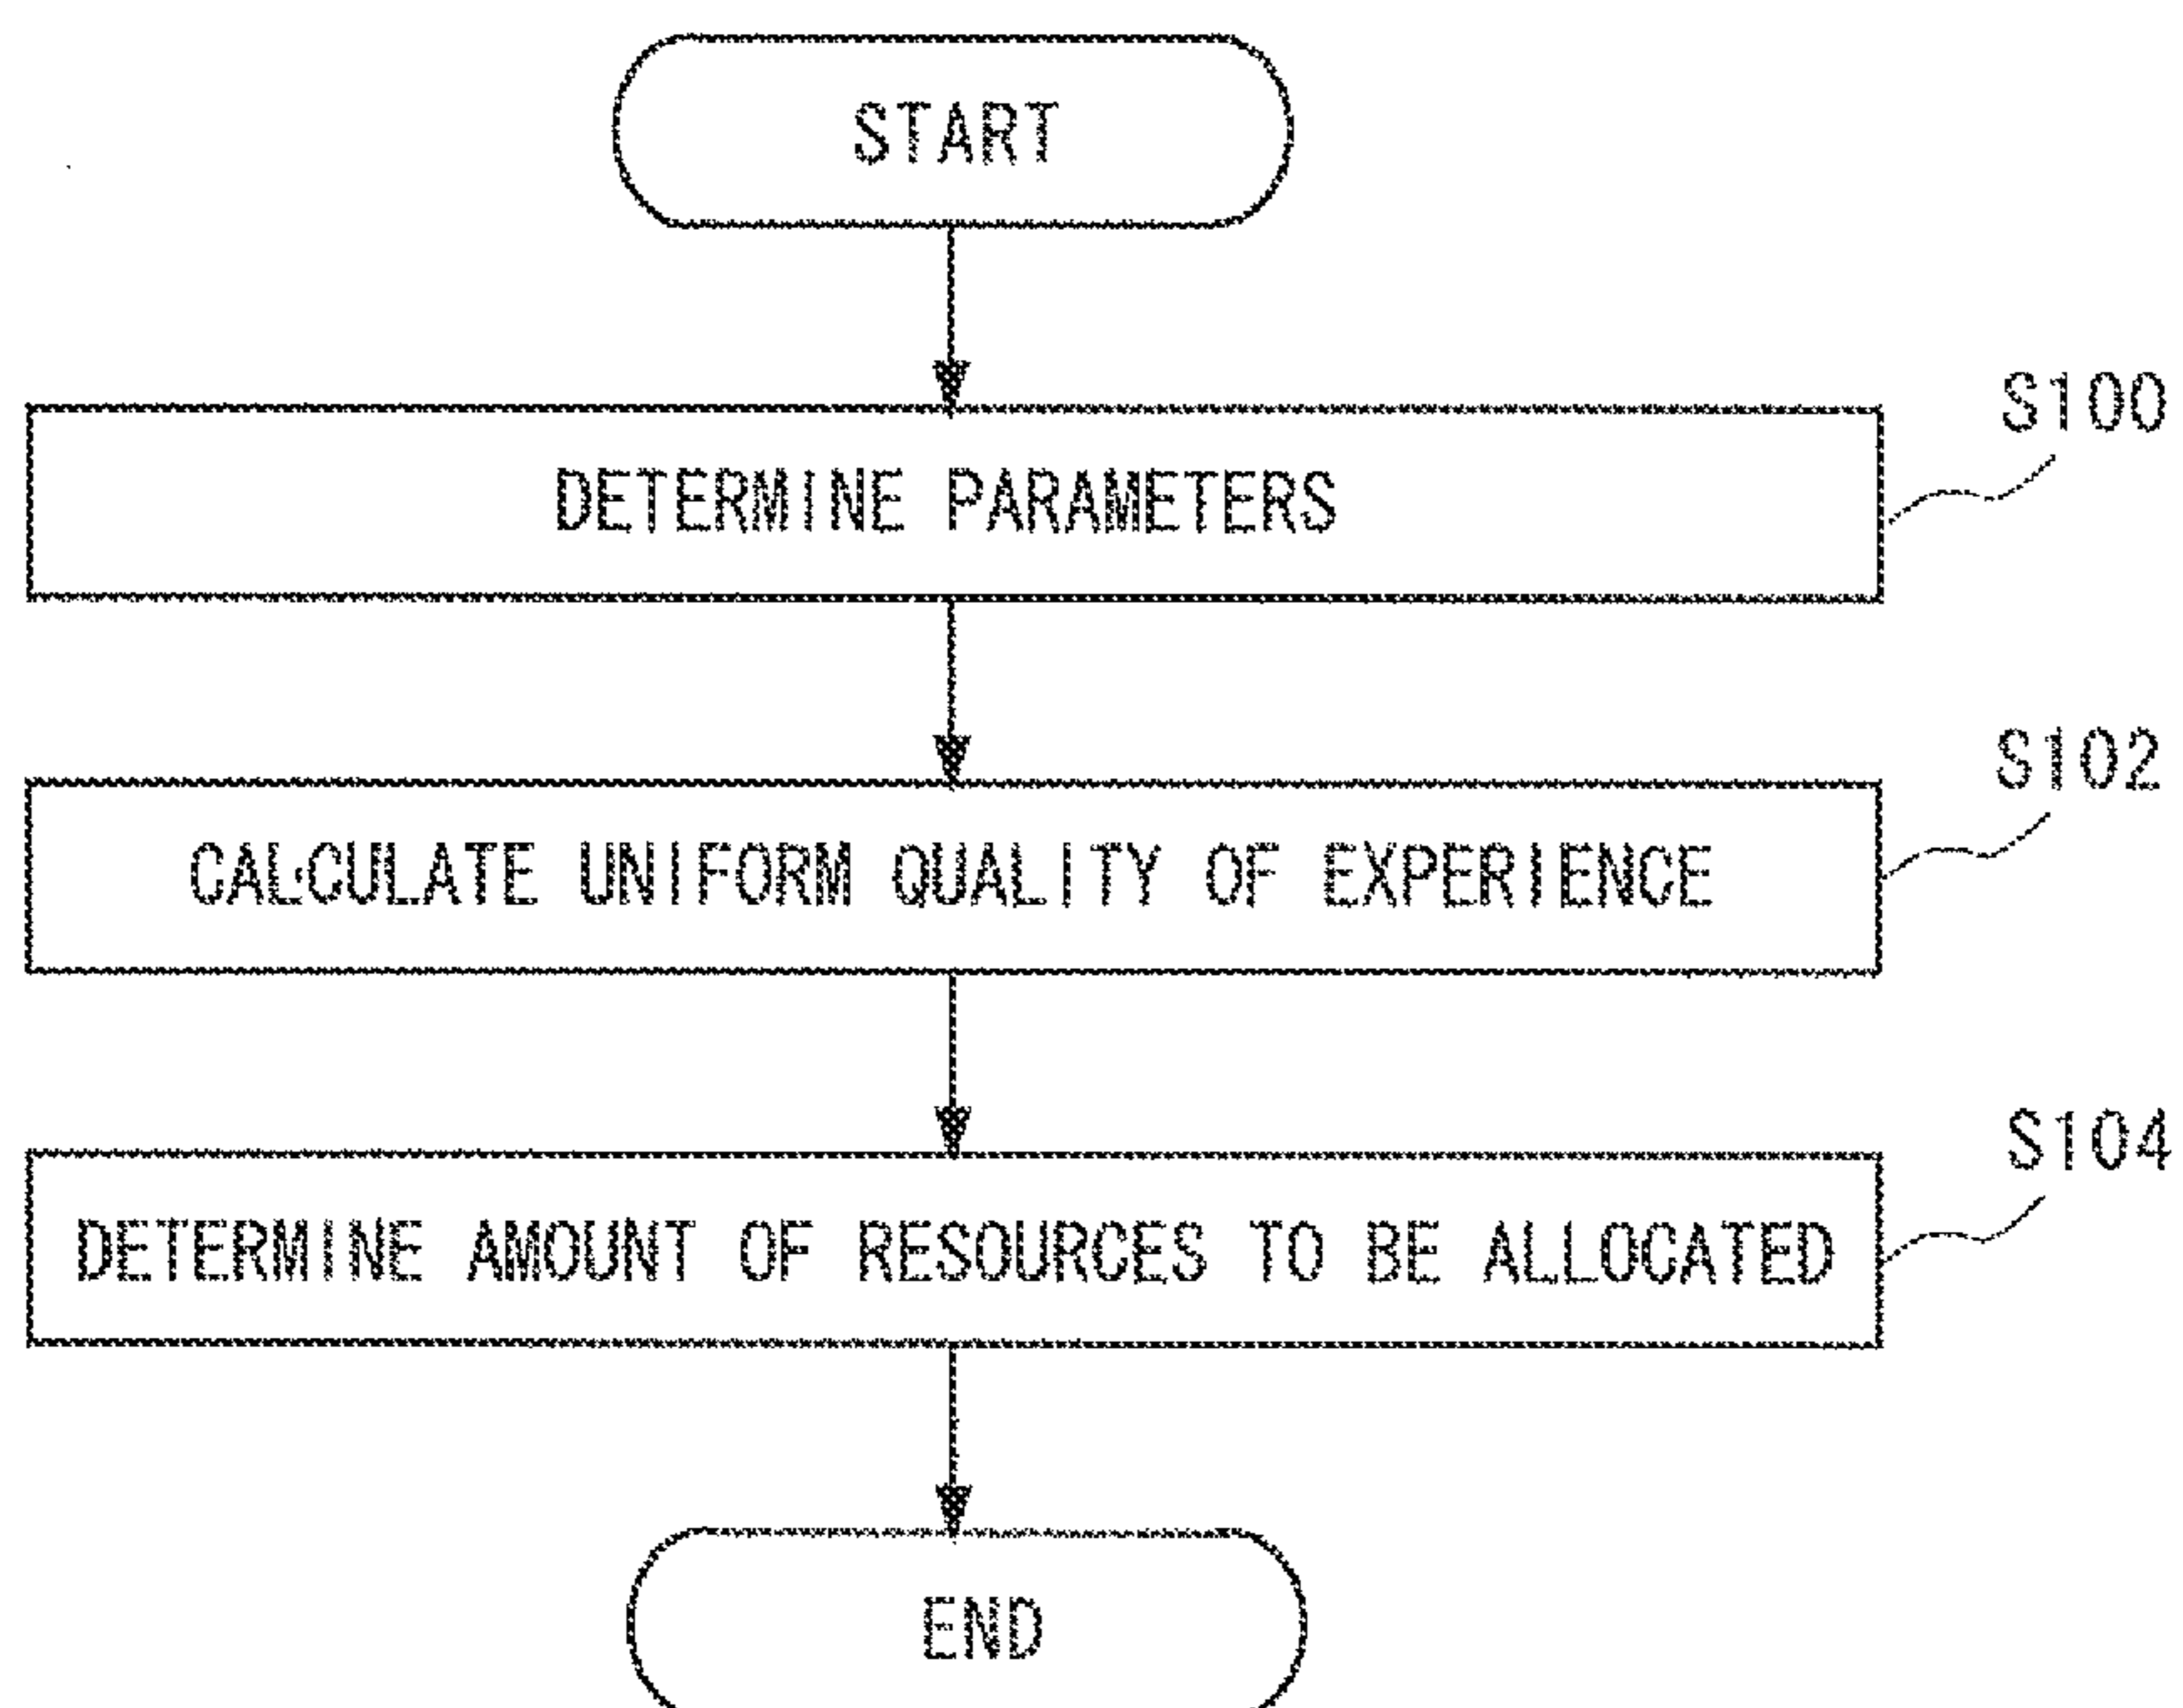 START
S100
DETERMINE PARAMETERS
S102
CALCULATE UNIFORM QUALITY OF EXPERIENCE
S104
DETERMINE AMOUNT OF RESOURCES TO BE ALLOCATED
END